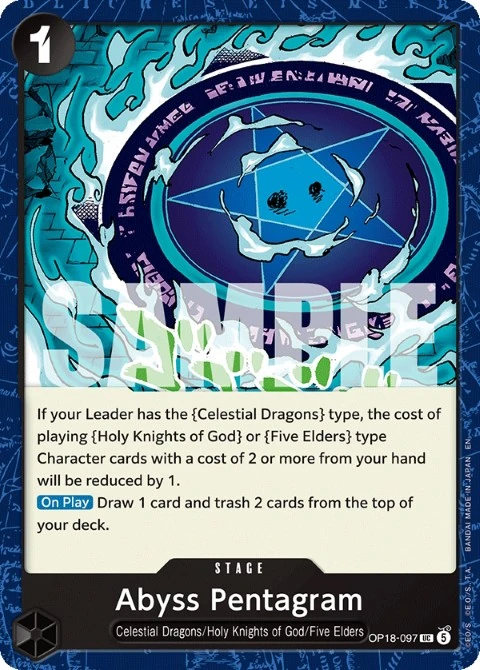 1
SAMPLE
If your Leader has the {Celestial Dragons} type, the cost of
playing {Holy Knights of God} or {Five Elders} type
Character cards with a cost of 2 or more from your hand
will be reduced by 1.
On Play Draw 1 card and trash 2 cards from the top of
your deck.
STAGE
Abyss Pentagram
Celestial Dragons/Holy Knights of God/Five Elders
OP18-097 UC 5
BANDAI MADE IN JAPAN EN